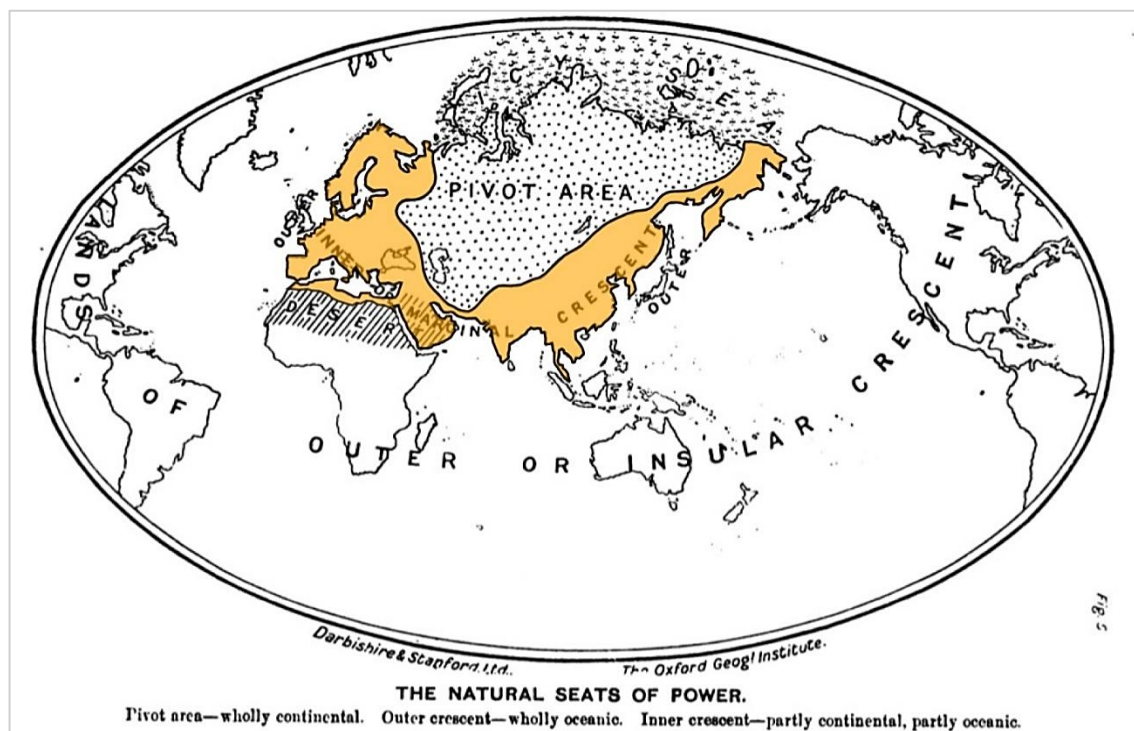 ICY SEA
PIVOT AREA
OUTER
INNER OR MARGINAL CRESCENT
OUTER
DESERT
LANDS OF OUTER OR INSULAR CRESCENT
Fig. 5
Darbishire & Stanford, Ltd.
The Oxford Geogl Institute.
THE NATURAL SEATS OF POWER.
Pivot area—wholly continental. Outer crescent—wholly oceanic. Inner crescent—partly continental, partly oceanic.